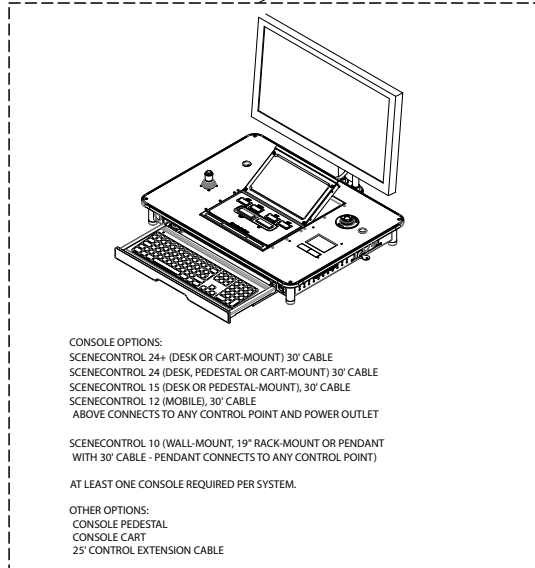 CONSOLE OPTIONS:
SCENECONTROL 24+ (DESK OR CART-MOUNT) 30' CABLE
SCENECONTROL 24 (DESK, PEDESTAL OR CART-MOUNT) 30' CABLE
SCENECONTROL 15 (DESK OR PEDESTAL-MOUNT), 30' CABLE
SCENECONTROL 12 (MOBILE), 30' CABLE
ABOVE CONNECTS TO ANY CONTROL POINT AND POWER OUTLET
SCENECONTROL 10 (WALL-MOUNT, 19" RACK-MOUNT OR PENDANT
WITH 30' CABLE - PENDANT CONNECTS TO ANY CONTROL POINT)
AT LEAST ONE CONSOLE REQUIRED PER SYSTEM.
OTHER OPTIONS:
CONSOLE PEDESTAL
CONSOLE CART
25' CONTROL EXTENSION CABLE